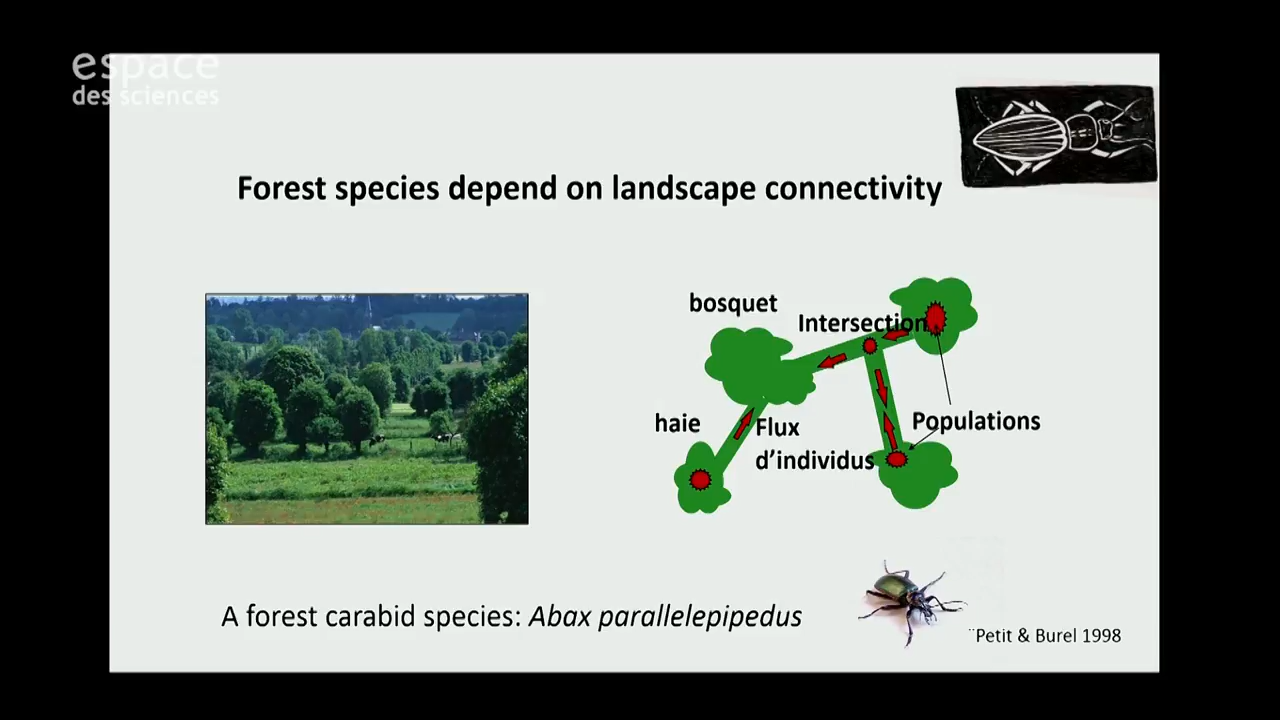 espace
des sciences
Forest species depend on landscape connectivity
bosquet
Intersection
haie
Flux
d'individus
Populations
A forest carabid species: Abax parallelepipedus
¨Petit & Burel 1998